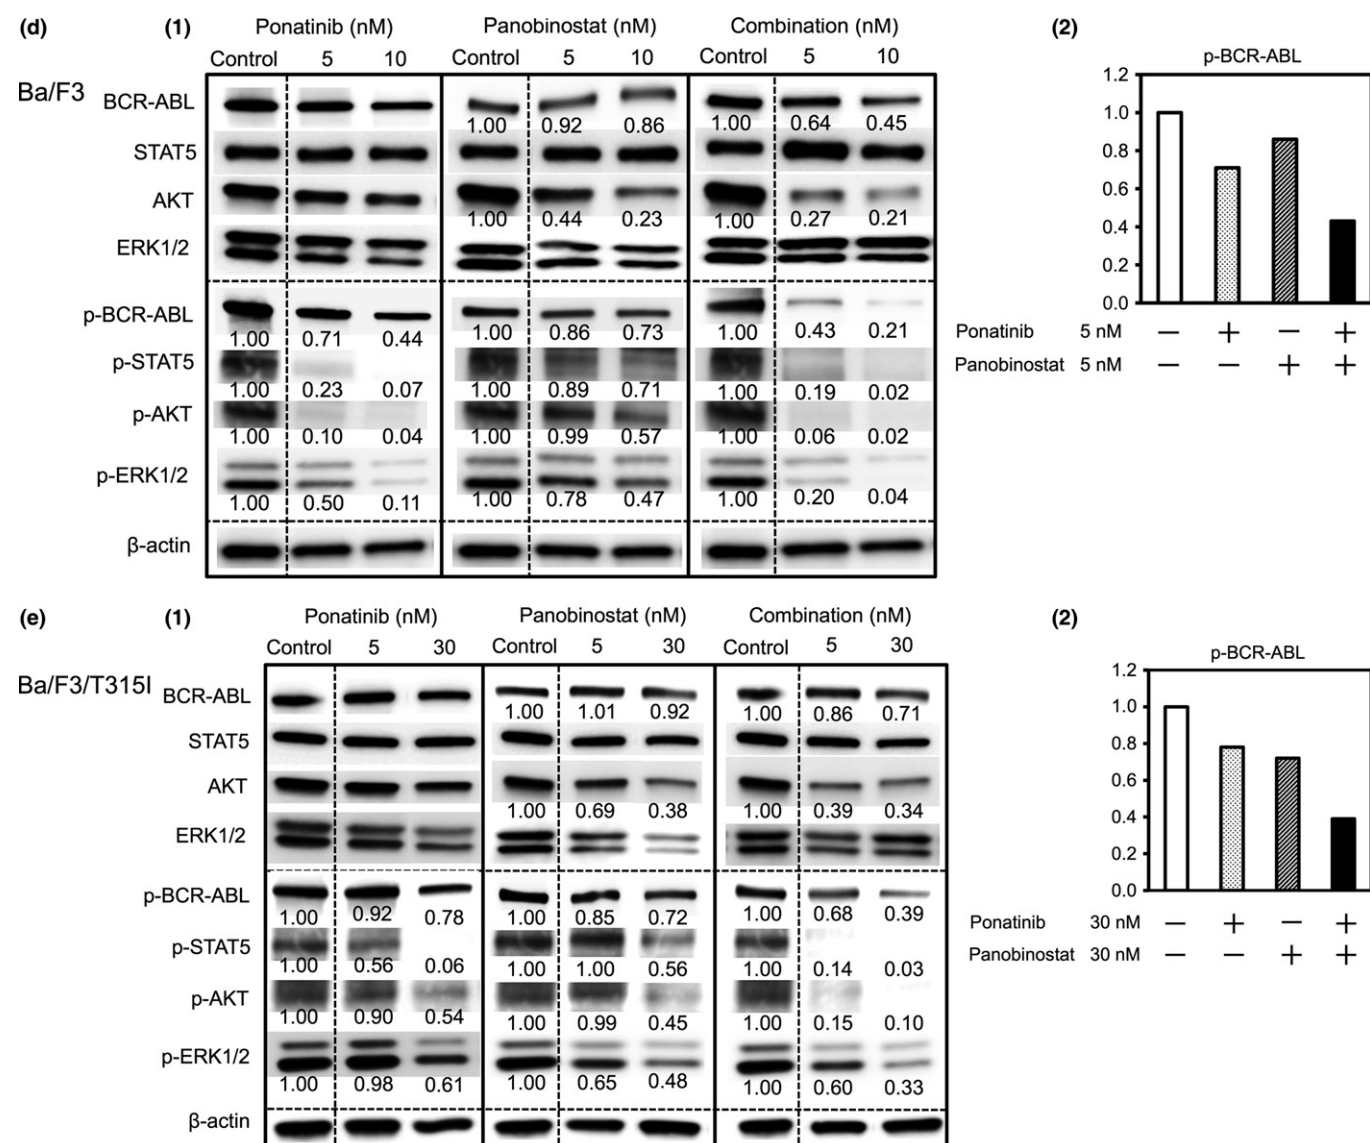 (d) (1) Ponatinib (nM) Panobinostat (nM) Combination (nM) (2)
Control 5 10 Control 5 10 Control 5 10
Ba/F3
BCR-ABL
1.00 0.92 0.86 1.00 0.64 0.45
STAT5
AKT
1.00 0.44 0.23 1.00 0.27 0.21
ERK1/2
p-BCR-ABL
1.00 0.71 0.44 1.00 0.86 0.73 1.00 0.43 0.21
p-STAT5
1.00 0.23 0.07 1.00 0.89 0.71 1.00 0.19 0.02
p-AKT
1.00 0.10 0.04 1.00 0.99 0.57 1.00 0.06 0.02
p-ERK1/2
1.00 0.50 0.11 1.00 0.78 0.47 1.00 0.20 0.04
β-actin
p-BCR-ABL
1.2
1.0
0.8
0.6
0.4
0.2
0.0
Ponatinib 5 nM − + − +
Panobinostat 5 nM − − + +
(e) (1) Ponatinib (nM) Panobinostat (nM) Combination (nM) (2)
Control 5 30 Control 5 30 Control 5 30
Ba/F3/T315I
BCR-ABL
1.00 1.01 0.92 1.00 0.86 0.71
STAT5
AKT
1.00 0.69 0.38 1.00 0.39 0.34
ERK1/2
p-BCR-ABL
1.00 0.92 0.78 1.00 0.85 0.72 1.00 0.68 0.39
p-STAT5
1.00 0.56 0.06 1.00 1.00 0.56 1.00 0.14 0.03
p-AKT
1.00 0.90 0.54 1.00 0.99 0.45 1.00 0.15 0.10
p-ERK1/2
1.00 0.98 0.61 1.00 0.65 0.48 1.00 0.60 0.33
β-actin
p-BCR-ABL
1.2
1.0
0.8
0.6
0.4
0.2
0.0
Ponatinib 30 nM − + − +
Panobinostat 30 nM − − + +